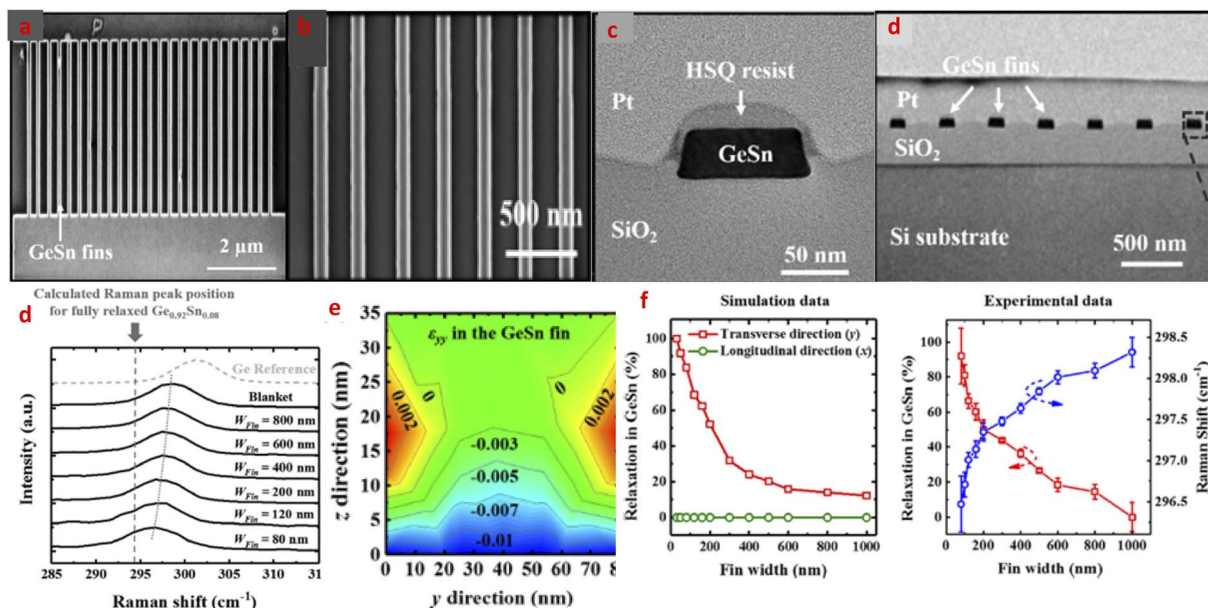 a
GeSn fins
2 μm
b
500 nm
c
HSQ resist
Pt
GeSn
SiO2
50 nm
d
GeSn fins
Pt
SiO2
Si substrate
500 nm
d
Calculated Raman peak position
for fully relaxed Ge0.92Sn0.08
Ge Reference
Blanket
WFin = 800 nm
WFin = 600 nm
WFin = 400 nm
WFin = 200 nm
WFin = 120 nm
WFin = 80 nm
Intensity (a.u.)
285 290 295 300 305 310 31
Raman shift (cm-1)
e
εyy in the GeSn fin
35
30
25
20
15
10
5
0
z direction (nm)
0
0
0.002
0.002
-0.003
-0.005
-0.007
-0.01
0 10 20 30 40 50 60 70 80
y direction (nm)
f
Simulation data
Transverse direction (y)
Longitudinal direction (x)
Relaxation in GeSn (%)
100
80
60
40
20
0
0 200 400 600 800 1000
Fin width (nm)
Experimental data
Relaxation in GeSn (%)
100
80
60
40
20
0
298.5
298.0
297.5
297.0
296.5
Raman Shift (cm-1)
0 200 400 600 800 1000
Fin width (nm)